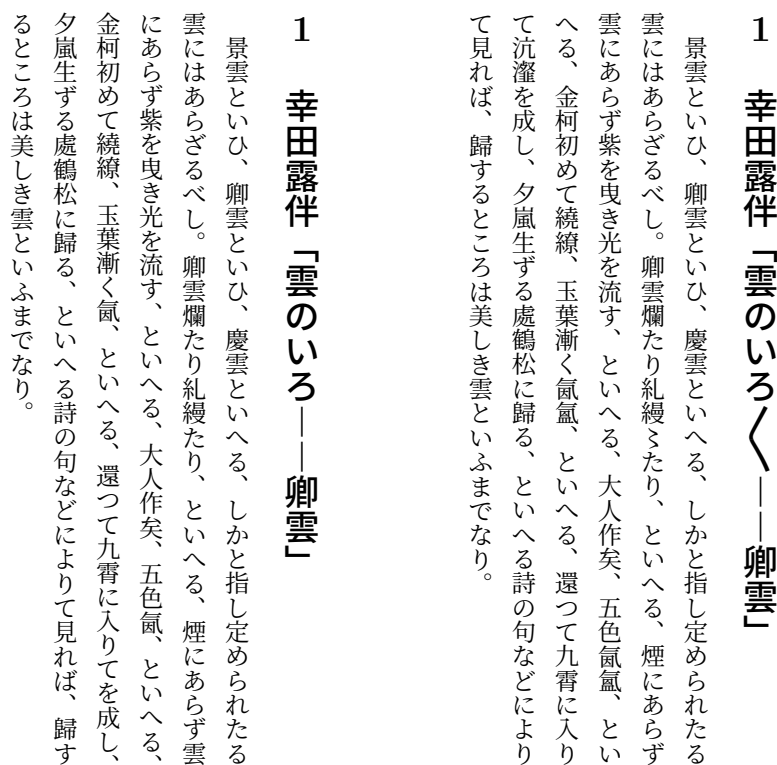 1　幸田露伴「雲のいろ〱――卿雲」
　景雲といひ、卿雲といひ、慶雲といへる、しかと指し定められたる
雲にはあらざるべし。卿雲爛たり糺縵〻たり、といへる、煙にあらず
雲にあらず紫を曳き光を流す、といへる、大人作矣、五色氤氳、とい
へる、金柯初めて繞繚、玉葉漸く氤氳、といへる、還つて九霄に入り
て沆瀣を成し、夕嵐生ずる處鶴松に歸る、といへる詩の句などにより
て見れば、歸するところは美しき雲といふまでなり。
1　幸田露伴「雲のいろ――卿雲」
　景雲といひ、卿雲といひ、慶雲といへる、しかと指し定められたる
雲にはあらざるべし。卿雲爛たり糺縵たり、といへる、煙にあらず雲
にあらず紫を曳き光を流す、といへる、大人作矣、五色氤、といへる、
金柯初めて繞繚、玉葉漸く氤、といへる、還つて九霄に入りてを成し、
夕嵐生ずる處鶴松に歸る、といへる詩の句などによりて見れば、歸す
るところは美しき雲といふまでなり。